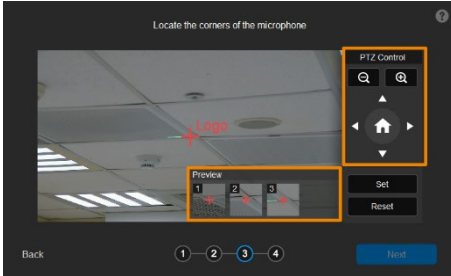 ?
Locate the corners of the microphone
PTZ Control
Logo
Preview
1 2 3
Set
Reset
Back
1 2 3 4
Next